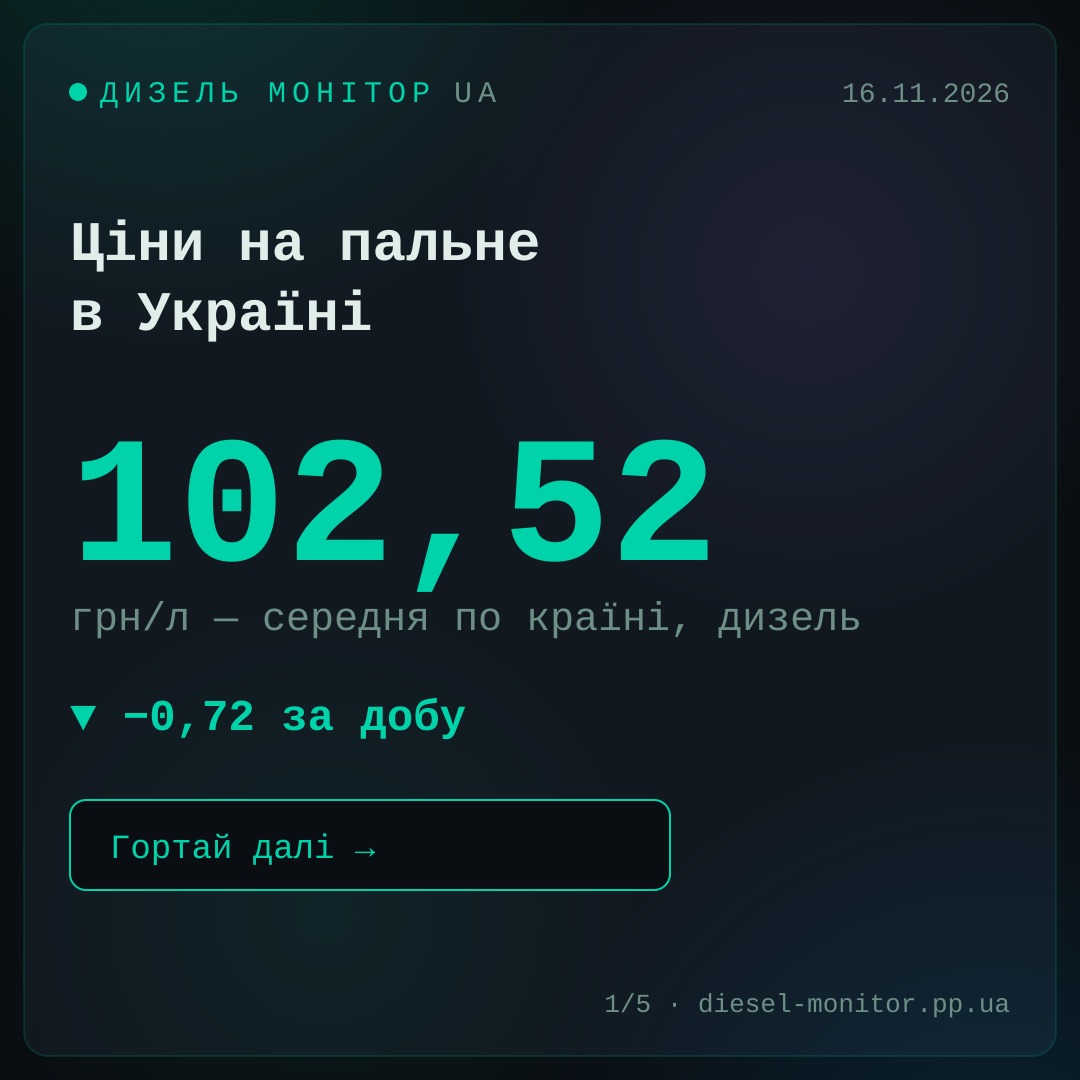 ДИЗЕЛЬ МОНІТОР UA
16.11.2026
Ціни на пальне
в Україні
102,52
грн/л — середня по країні, дизель
▼ −0,72 за добу
Гортай далі →
1/5 · diesel-monitor.pp.ua